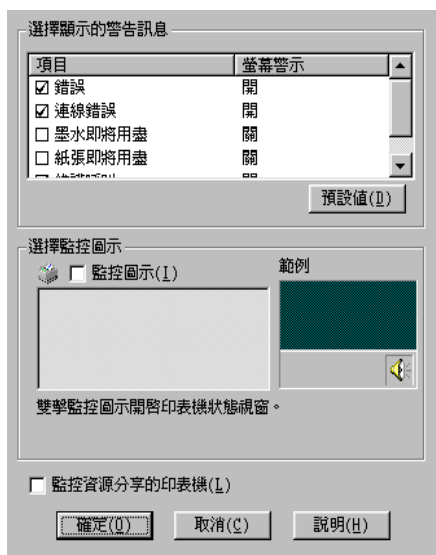 選擇顯示的警告訊息
項目 螢幕警示
錯誤 開
連線錯誤 開
墨水即將用盡 關
紙張即將用盡 關
預設值(D)
選擇監控圖示
監控圖示(I)
範例
雙擊監控圖示開啓印表機狀態視窗。
監控資源分享的印表機(L)
確定(O) 取消(C) 説明(H)